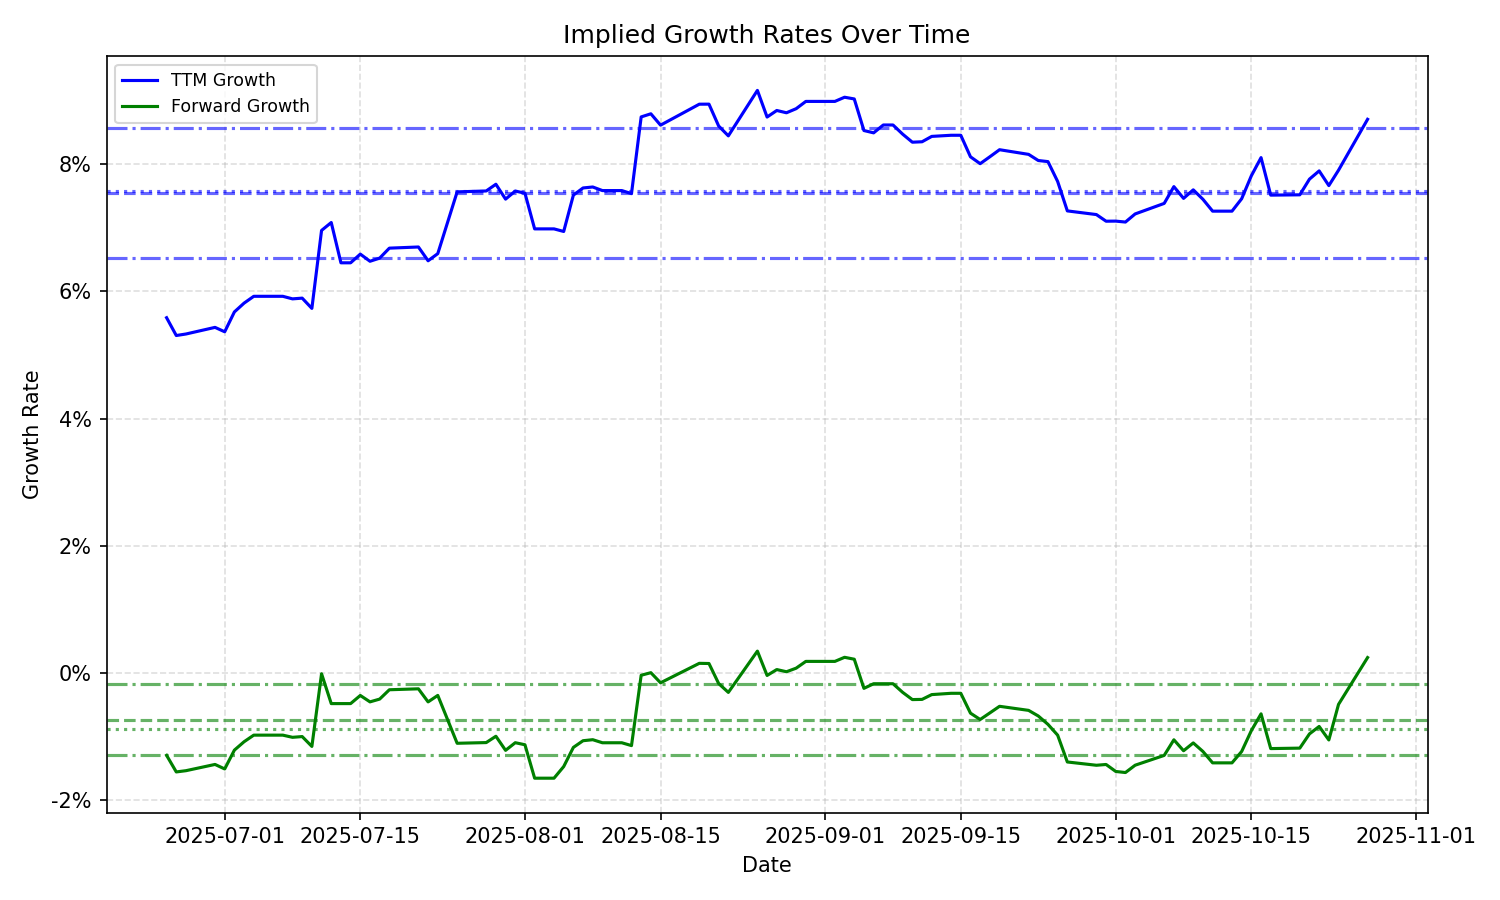 Implied Growth Rates Over Time
TTM Growth
Forward Growth
8%
6%
4%
2%
0%
-2%
Growth Rate
2025-07-01 2025-07-15 2025-08-01 2025-08-15 2025-09-01 2025-09-15 2025-10-01 2025-10-15 2025-11-01
Date